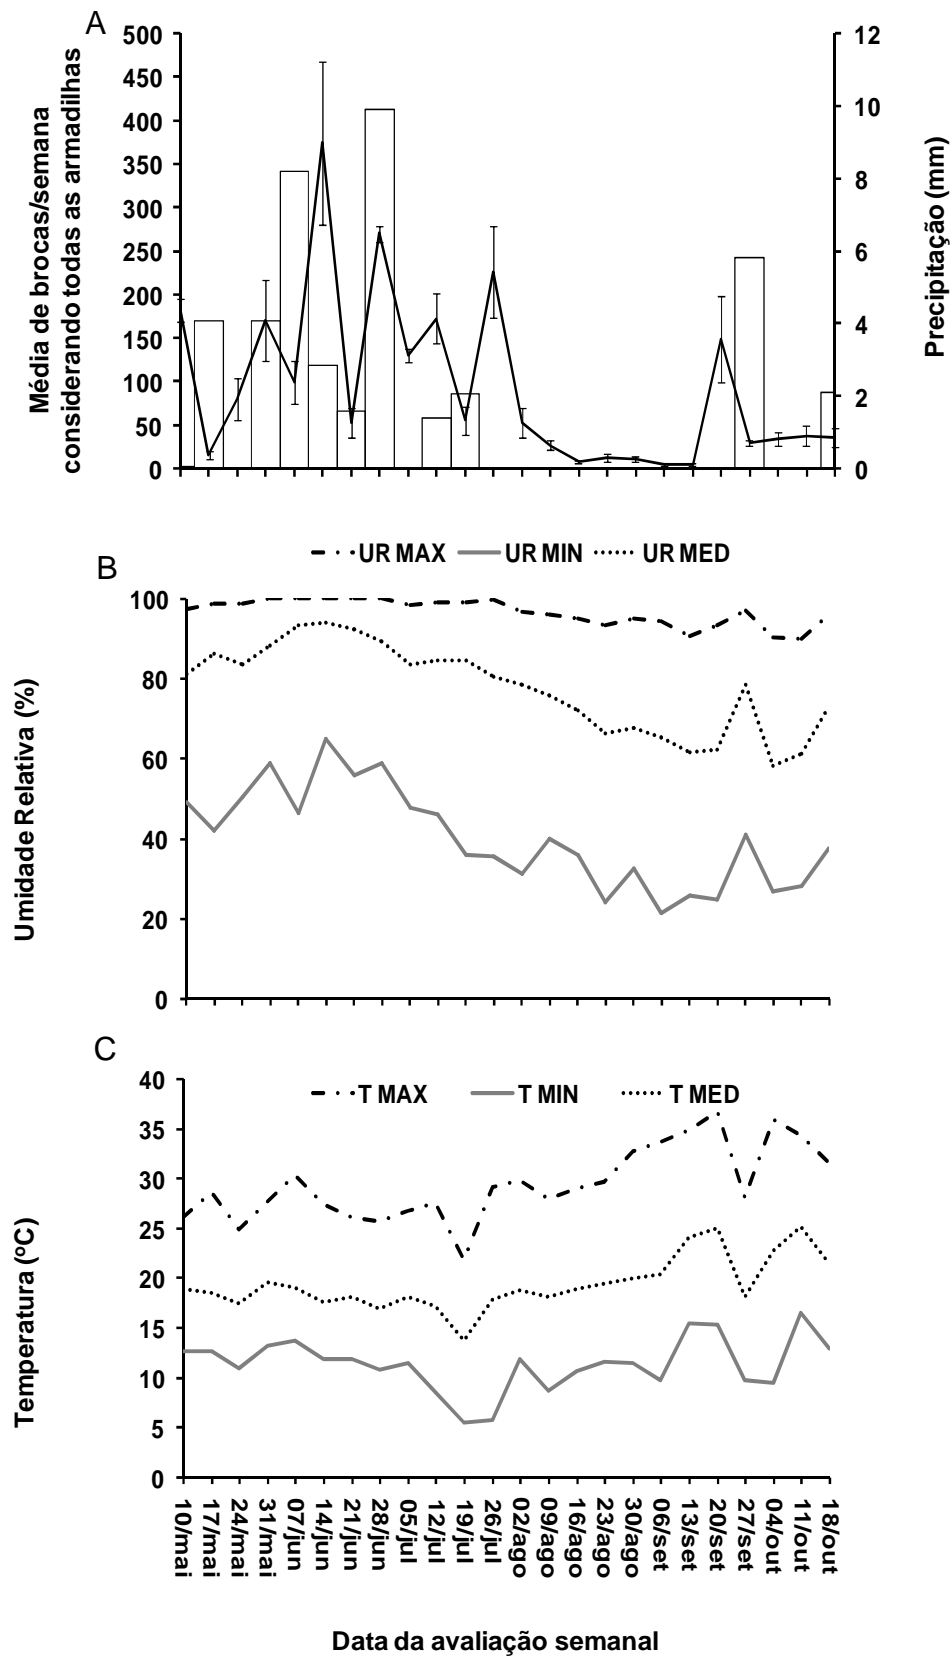 A
Média de brocas/semana
considerando todas as armadilhas
500
450
400
350
300
250
200
150
100
50
0
12
10
8
6
4
2
0
Precipitação (mm)
B
UR MAX UR MIN UR MED
Umidade Relativa (%)
100
80
60
40
20
0
C
T MAX T MIN T MED
Temperatura (ºC)
40
35
30
25
20
15
10
5
0
10/mai
17/mai
24/mai
31/mai
07/jun
14/jun
21/jun
28/jun
05/jul
12/jul
19/jul
26/jul
02/ago
09/ago
16/ago
23/ago
30/ago
06/set
13/set
20/set
27/set
04/out
11/out
18/out
Data da avaliação semanal